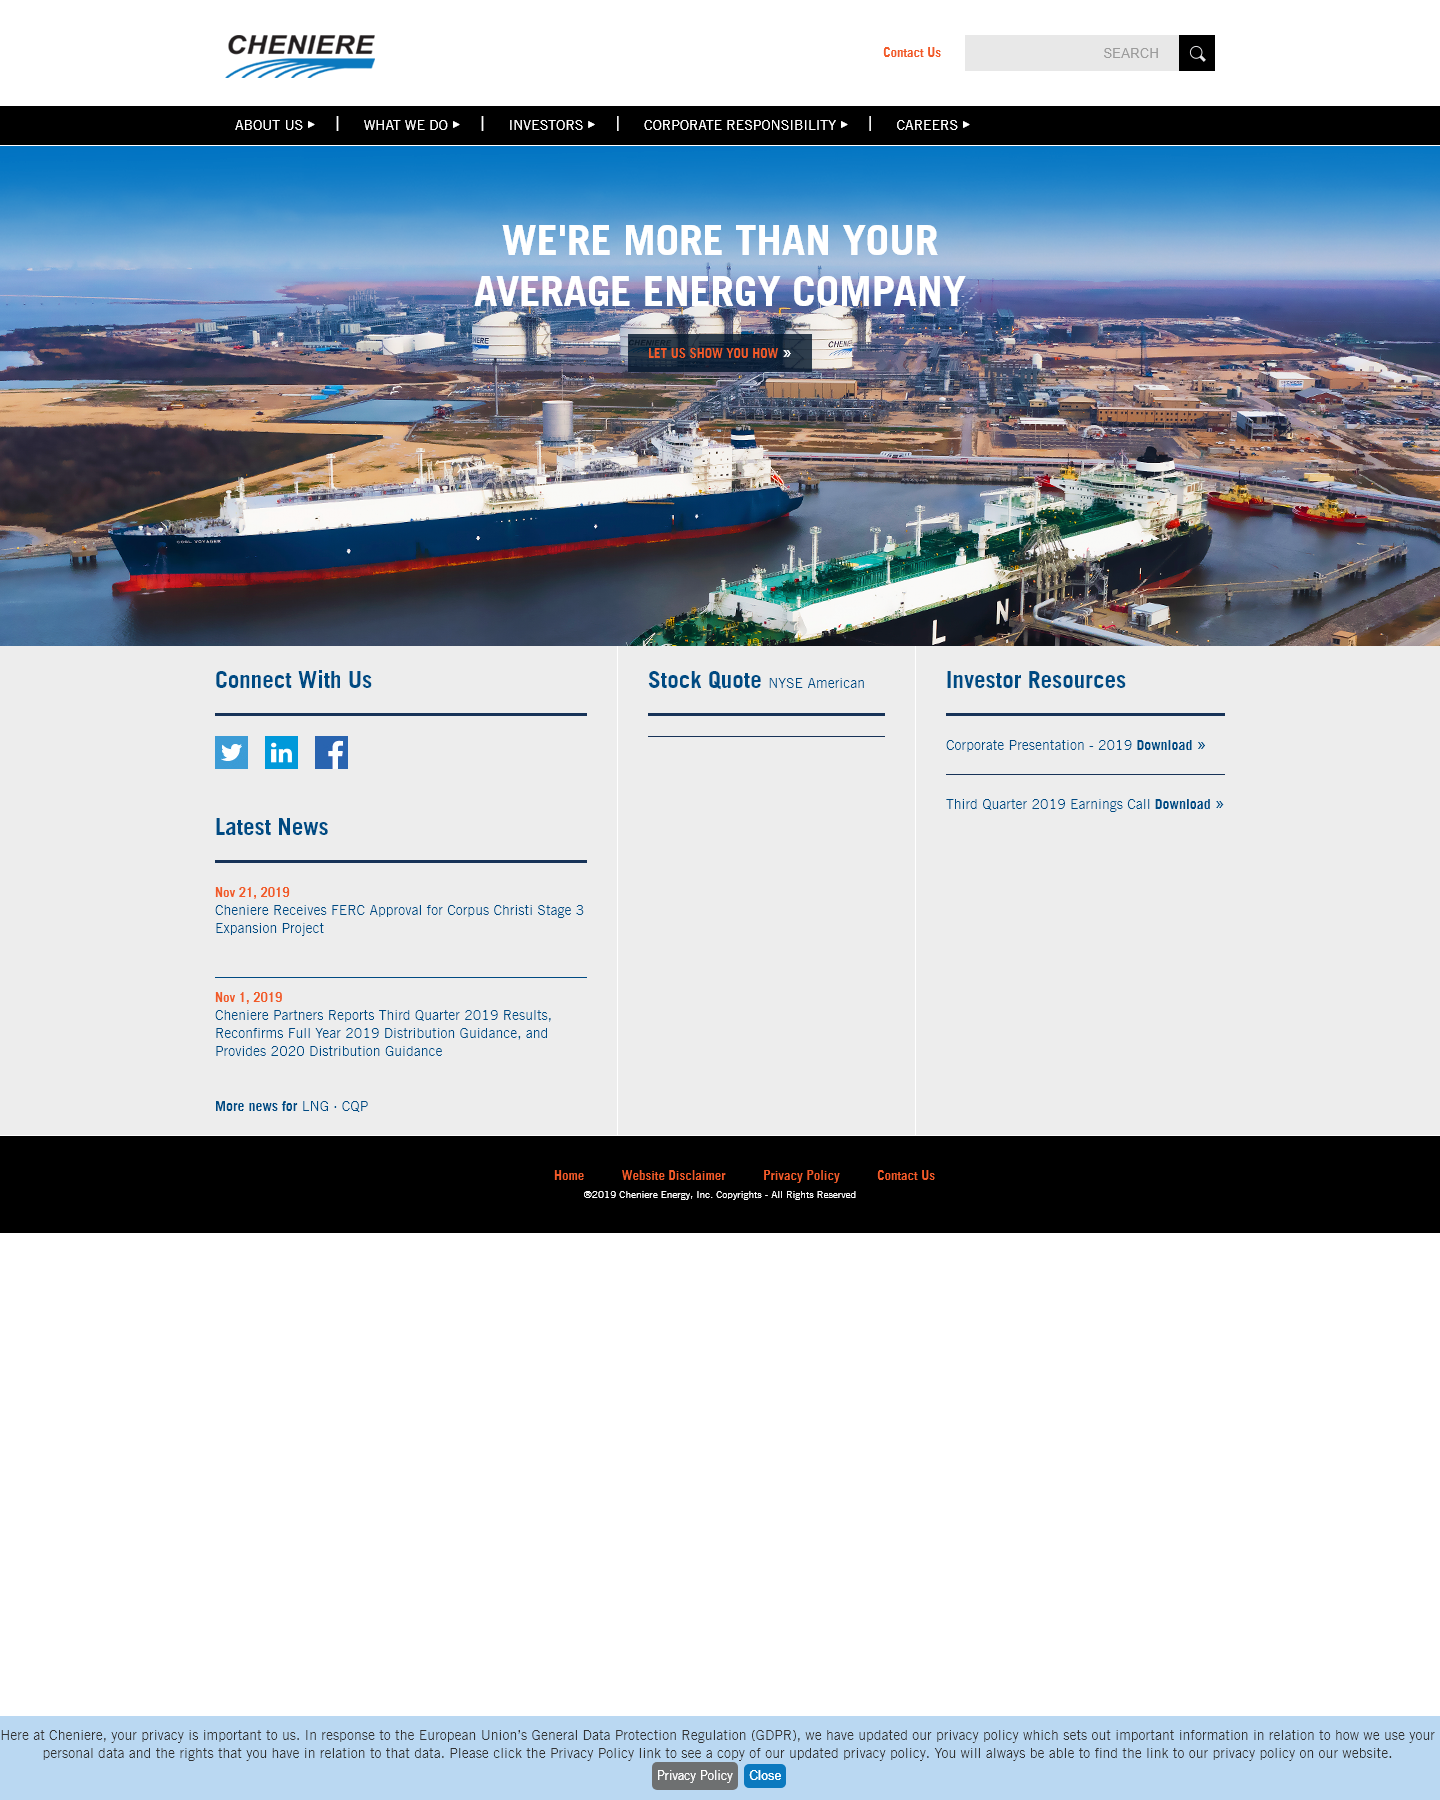 CHENIERE
Contact Us
SEARCH
ABOUT US
WHAT WE DO
INVESTORS
CORPORATE RESPONSIBILITY
CAREERS
WE'RE MORE THAN YOUR
AVERAGE ENERGY COMPANY
LET US SHOW YOU HOW »
COOL VOYAGER
L N
Connect With Us
Latest News
Nov 21, 2019
Cheniere Receives FERC Approval for Corpus Christi Stage 3
Expansion Project
Nov 1, 2019
Cheniere Partners Reports Third Quarter 2019 Results,
Reconfirms Full Year 2019 Distribution Guidance, and
Provides 2020 Distribution Guidance
More news for LNG · CQP
Stock Quote NYSE American
Investor Resources
Corporate Presentation - 2019 Download »
Third Quarter 2019 Earnings Call Download »
Home
Website Disclaimer
Privacy Policy
Contact Us
©2019 Cheniere Energy, Inc. Copyrights - All Rights Reserved
Here at Cheniere, your privacy is important to us. In response to the European Union's General Data Protection Regulation (GDPR), we have updated our privacy policy which sets out important information in relation to how we use your
personal data and the rights that you have in relation to that data. Please click the Privacy Policy link to see a copy of our updated privacy policy. You will always be able to find the link to our privacy policy on our website.
Privacy Policy
Close